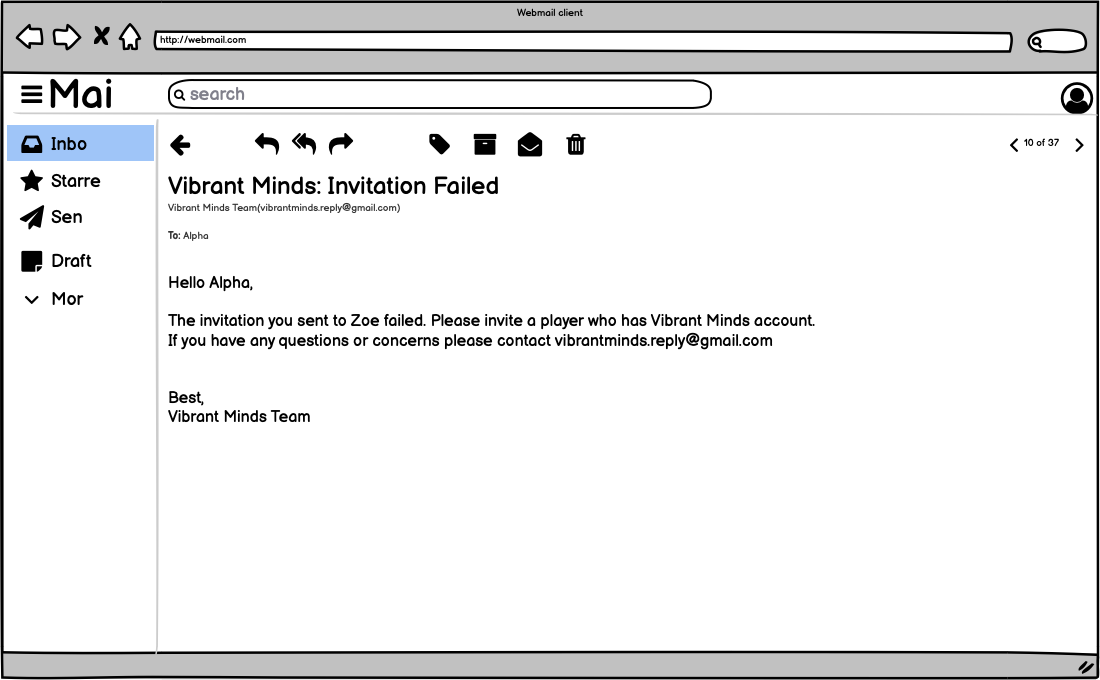 Webmail client
http://webmail.com
Mai
search
Inbo
Starre
Sen
Draft
Mor
10 of 37
Vibrant Minds: Invitation Failed
Vibrant Minds Team(vibrantminds.reply@gmail.com)
To: Alpha
Hello Alpha,
The invitation you sent to Zoe failed. Please invite a player who has Vibrant Minds account.
If you have any questions or concerns please contact vibrantminds.reply@gmail.com
Best,
Vibrant Minds Team